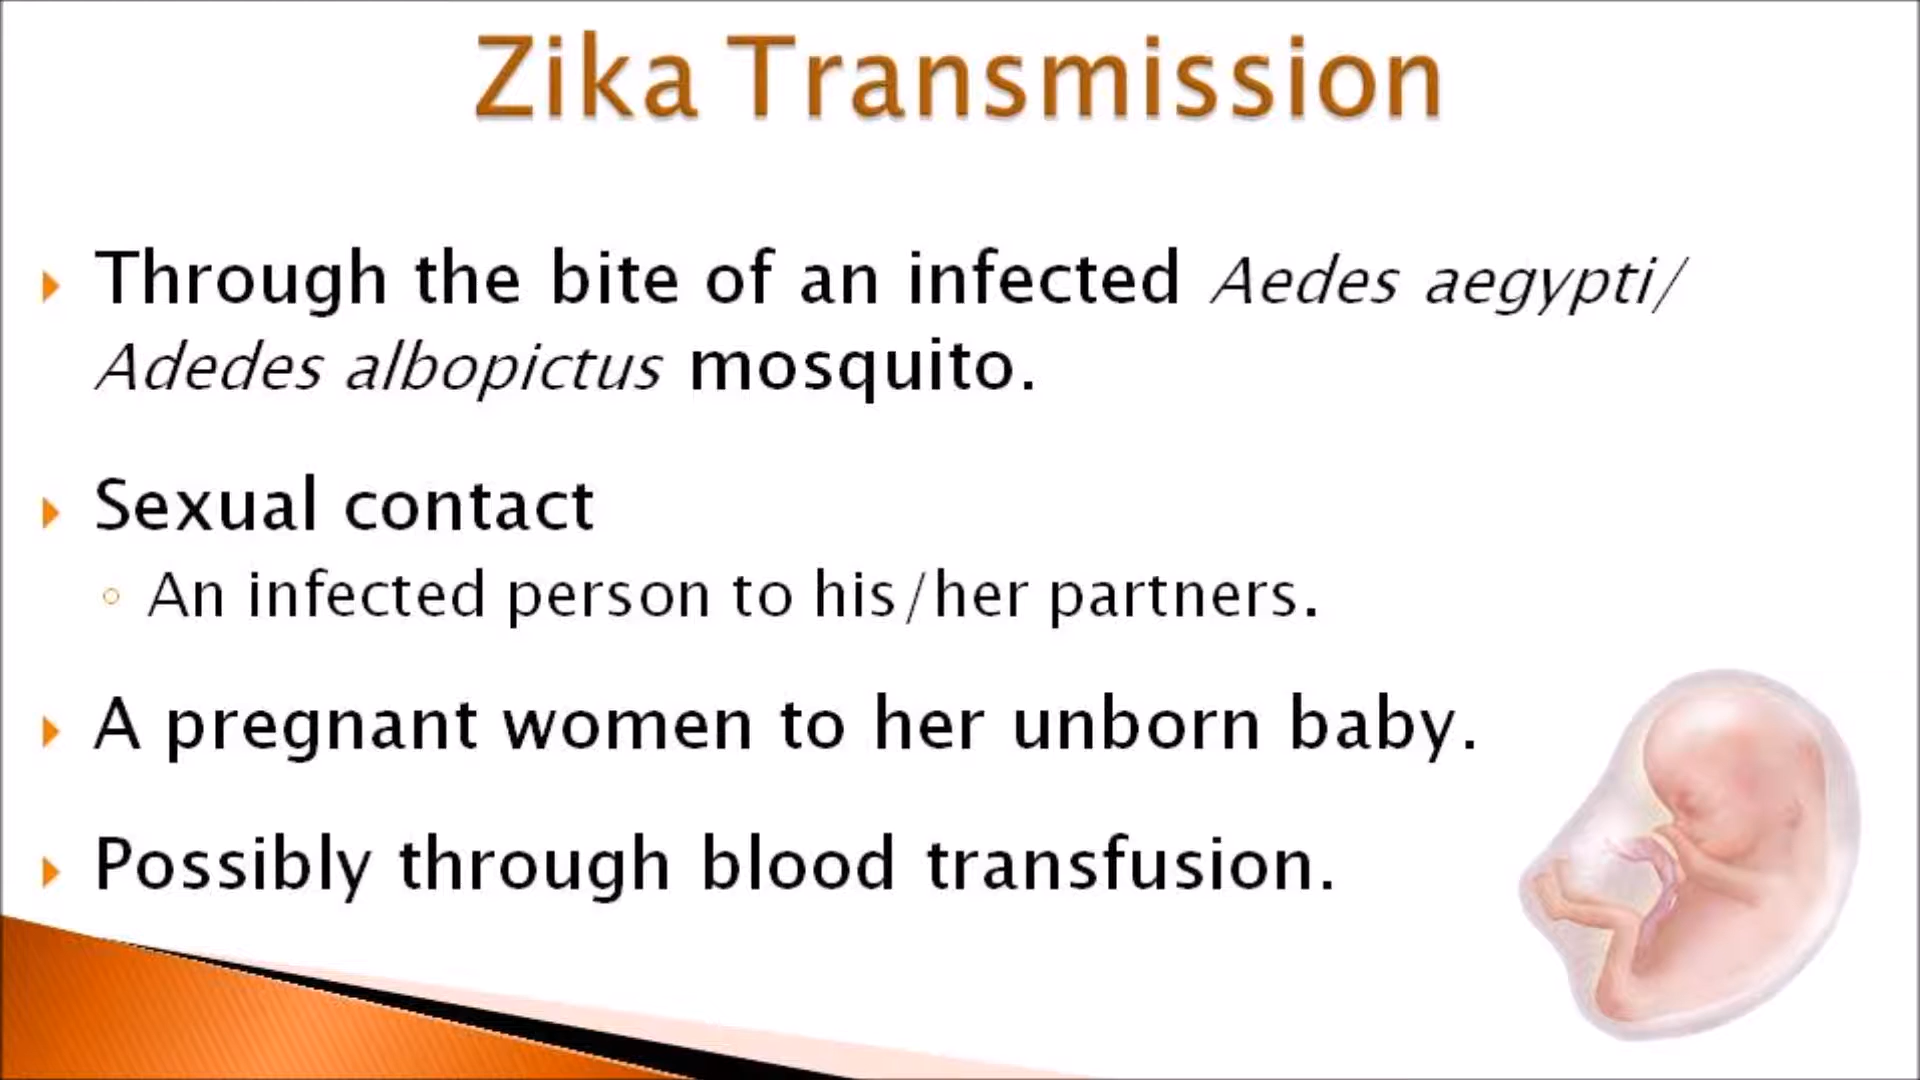 Zika Transmission
Through the bite of an infected Aedes aegypti/
Adedes albopictus mosquito.
Sexual contact
An infected person to his/her partners.
A pregnant women to her unborn baby.
Possibly through blood transfusion.